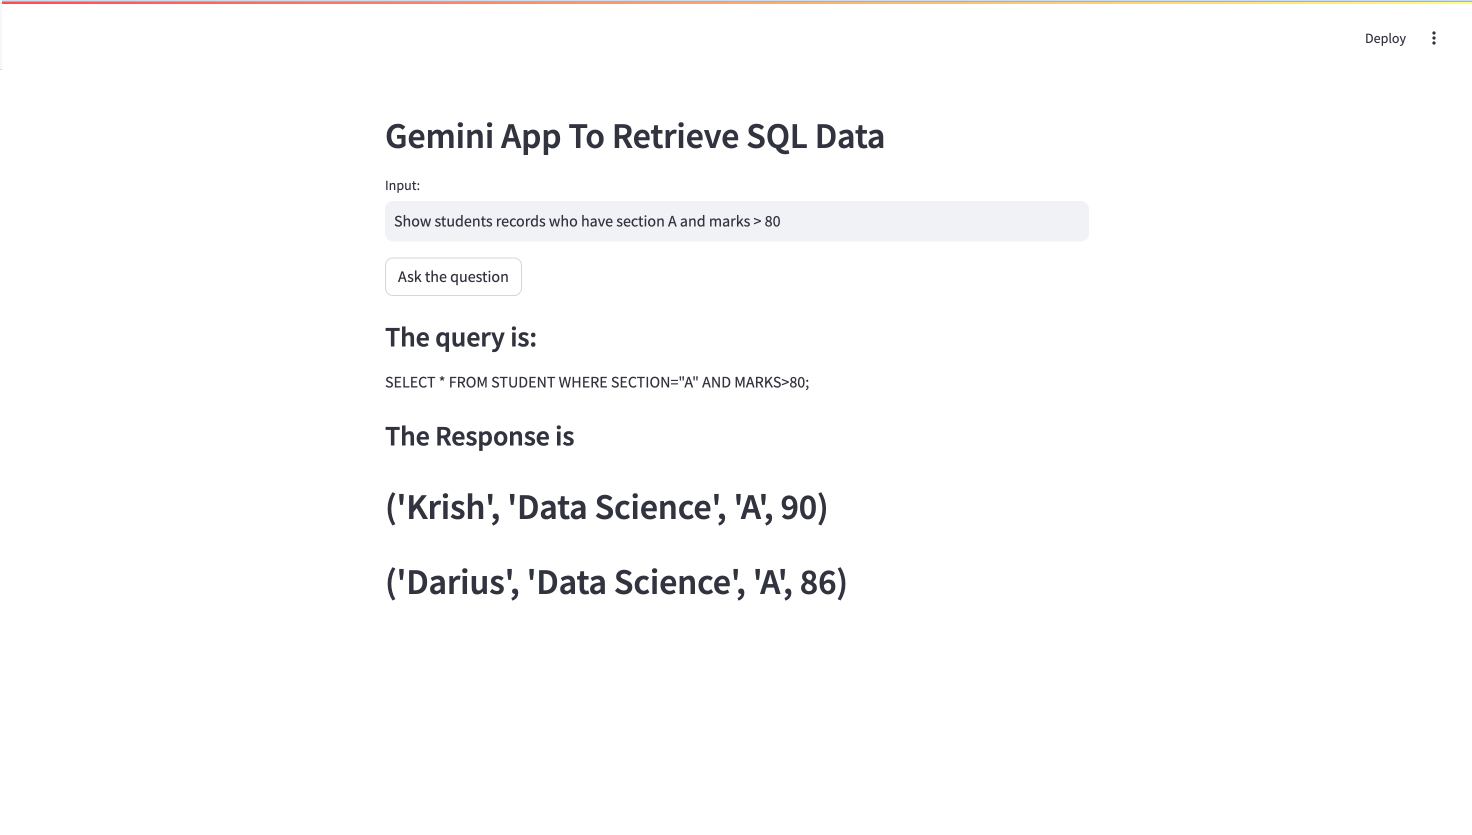 Deploy
Gemini App To Retrieve SQL Data
Input:
Show students records who have section A and marks > 80
Ask the question
The query is:
SELECT * FROM STUDENT WHERE SECTION="A" AND MARKS>80;
The Response is
('Krish', 'Data Science', 'A', 90)
('Darius', 'Data Science', 'A', 86)